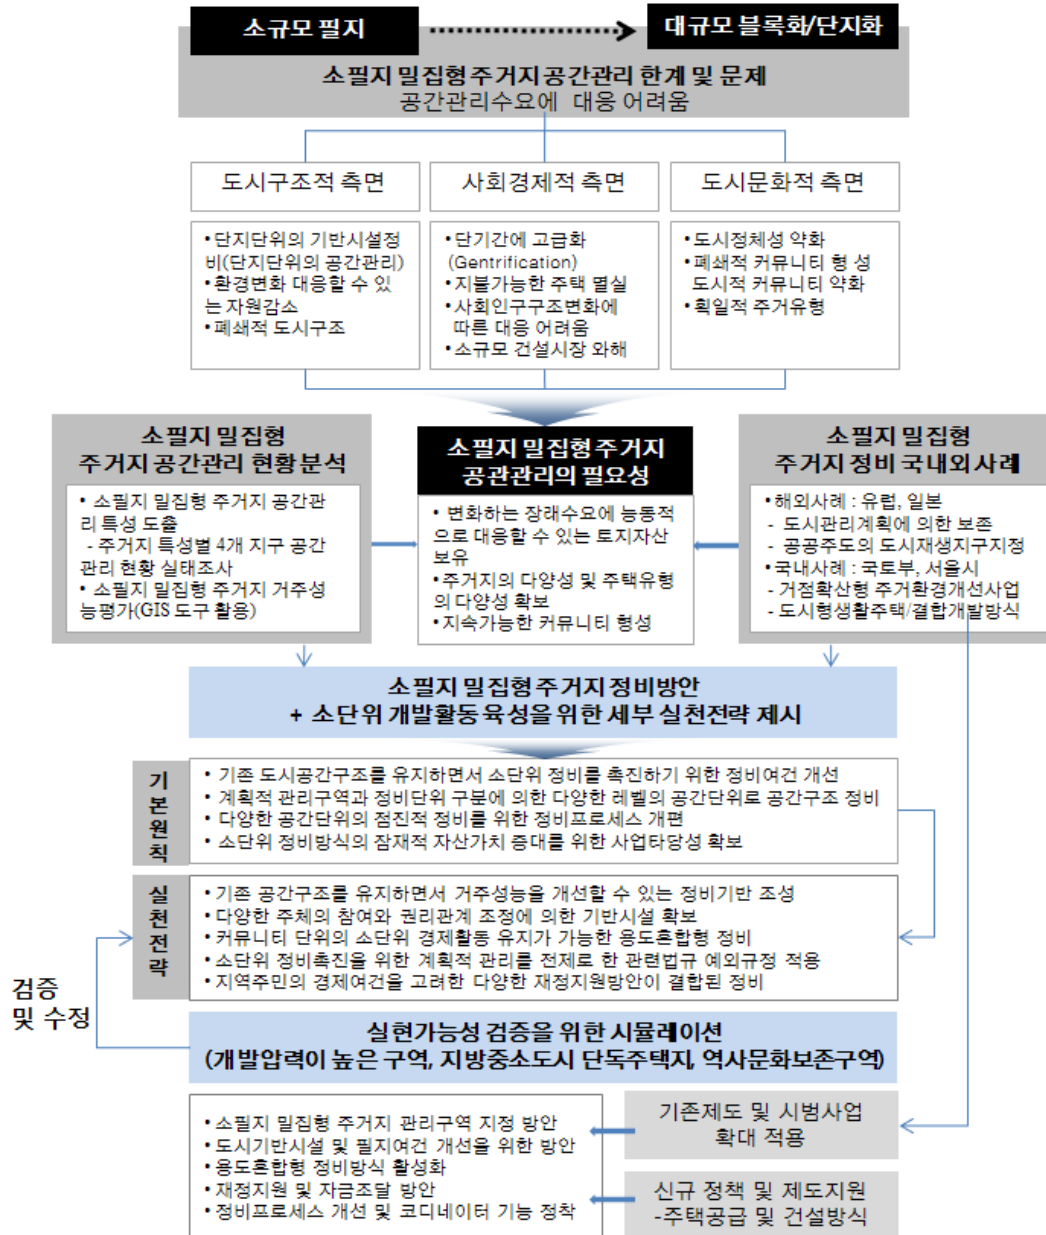 소규모 필지
대규모 블록화/단지화
소필지 밀집형 주거지 공간관리 한계 및 문제
공간관리수요에 대응 어려움
도시구조적 측면
•단지단위의 기반시설정
비(단지단위의 공간관리)
•환경변화 대응할 수 있
는 자원감소
•폐쇄적 도시구조
사회경제적 측면
•단기간에 고급화
(Gentrification)
•지불가능한 주택 멸실
•사회인구구조변화에
따른 대응 어려움
•소규모 건설시장 와해
도시문화적 측면
•도시정체성 약화
•폐쇄적 커뮤니티 형 성
도시적 커뮤니티 약화
•획일적 주거유형
소필지 밀집형
주거지 공간관리 현황 분석
• 소필지 밀집형 주거지 공간관
리 특성 도출
- 주거지 특성별 4개 지구 공간
관리 현황 실태조사
• 소필지 밀집형 주거지 거주성
능평가(GIS 도구 활용)
소필지 밀집형 주거지
공관관리의 필요성
• 변화하는 장래수요에 능동적
으로 대응할 수 있는 토지자산
보유
•주거지의 다양성 및 주택유형
의 다양성 확보
•지속가능한 커뮤니티 형성
소필지 밀집형
주거지 정비 국내외 사례
•해외사례 : 유럽, 일본
- 도시관리계획에 의한 보존
- 공공주도의 도시재생지구지정
•국내사례 : 국토부, 서울시
- 거점확산형 주거환경개선사업
- 도시형생활주택/결합개발방식
소필지 밀집형 주거지 정비방안
+ 소단위 개발활동 육성을 위한 세부 실천전략 제시
기본원칙
• 기존 도시공간구조를 유지하면서 소단위 정비를 촉진하기 위한 정비여건 개선
• 계획적 관리구역과 정비단위 구분에 의한 다양한 레벨의 공간단위로 공간구조 정비
• 다양한 공간단위의 점진적 정비를 위한 정비프로세스 개편
• 소단위 정비방식의 잠재적 자산가치 증대를 위한 사업타당성 확보
실천전략
• 기존 공간구조를 유지하면서 거주성능을 개선할 수 있는 정비기반 조성
• 다양한 주체의 참여와 권리관계 조정에 의한 기반시설 확보
• 커뮤니티 단위의 소단위 경제활동 유지가 가능한 용도혼합형 정비
• 소단위 정비촉진을 위한 계획적 관리를 전제로 한 관련법규 예외규정 적용
• 지역주민의 경제여건을 고려한 다양한 재정지원방안이 결합된 정비
검증
및 수정
실현가능성 검증을 위한 시뮬레이션
(개발압력이 높은 구역, 지방중소도시 단독주택지, 역사문화보존구역)
• 소필지 밀집형 주거지 관리구역 지정 방안
• 도시기반시설 및 필지여건 개선을 위한 방안
• 용도혼합형 정비방식 활성화
• 재정지원 및 자금조달 방안
• 정비프로세스 개선 및 코디네이터 기능 정착
기존제도 및 시범사업
확대 적용
신규 정책 및 제도지원
-주택공급 및 건설방식